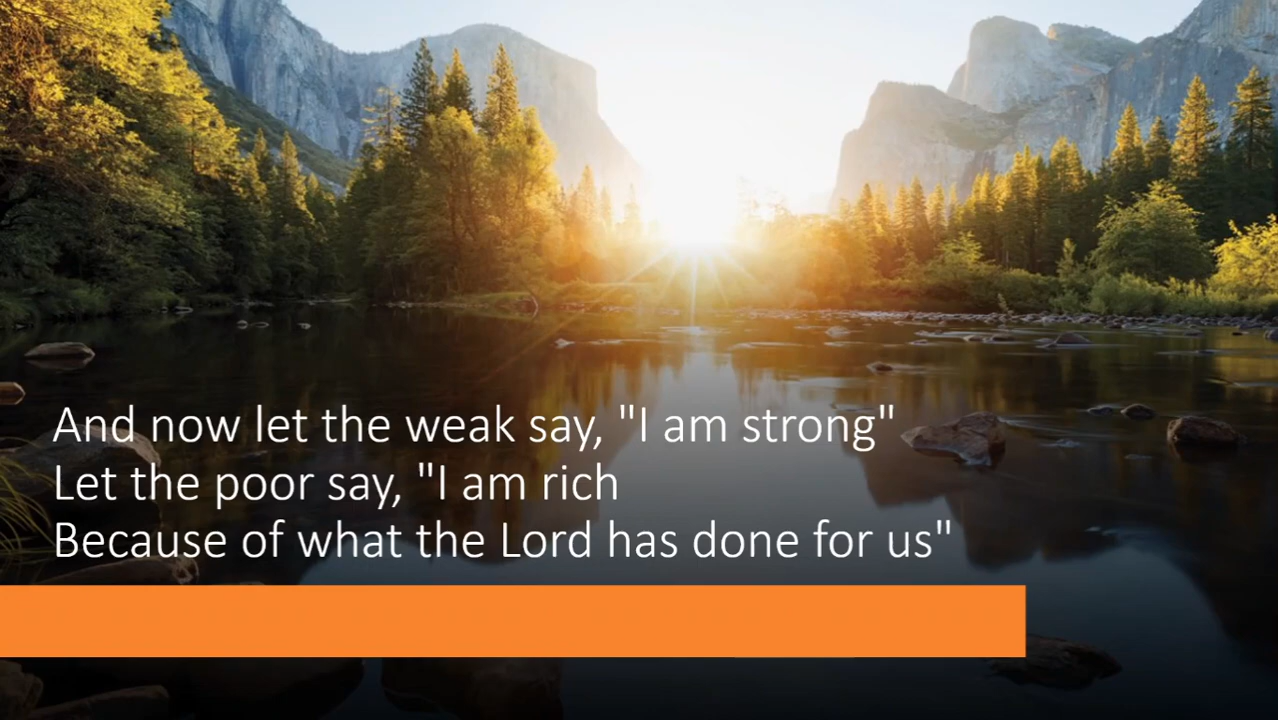 And now let the weak say, "I am strong"
Let the poor say, "I am rich
Because of what the Lord has done for us"